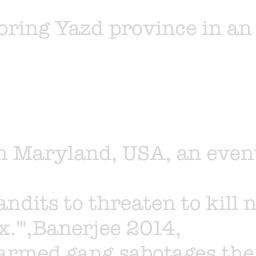 oring Yazd province in an
n Maryland, USA, an even
andits to threaten to kill n
x.'",Banerjee 2014,
armed gang sabotages the